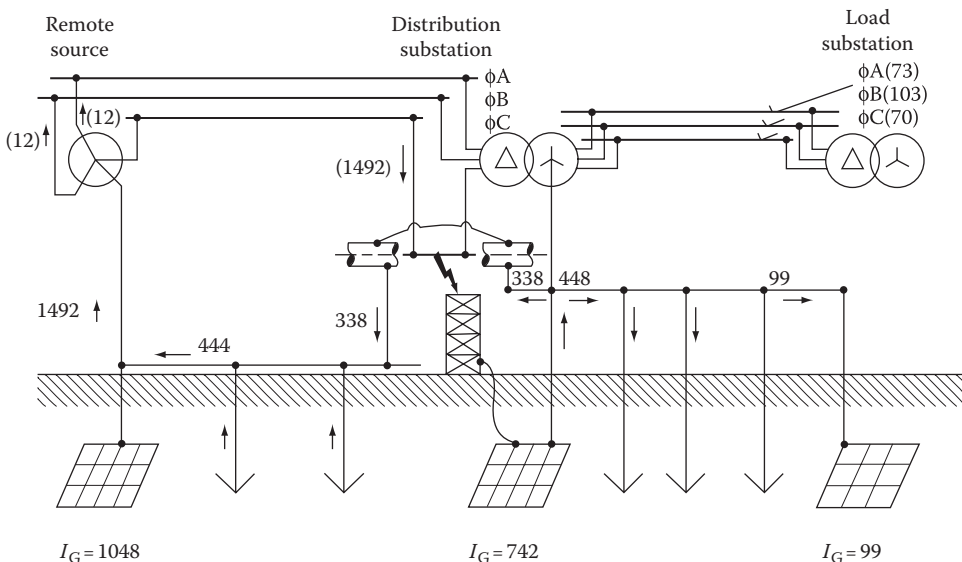 Remote
source
Distribution
substation
Load
substation
ϕA
ϕB
ϕC
ϕA(73)
ϕB(103)
ϕC(70)
(12)
(12)
(1492)
1492
444
338
338
448
99
I_G = 1048
I_G = 742
I_G = 99